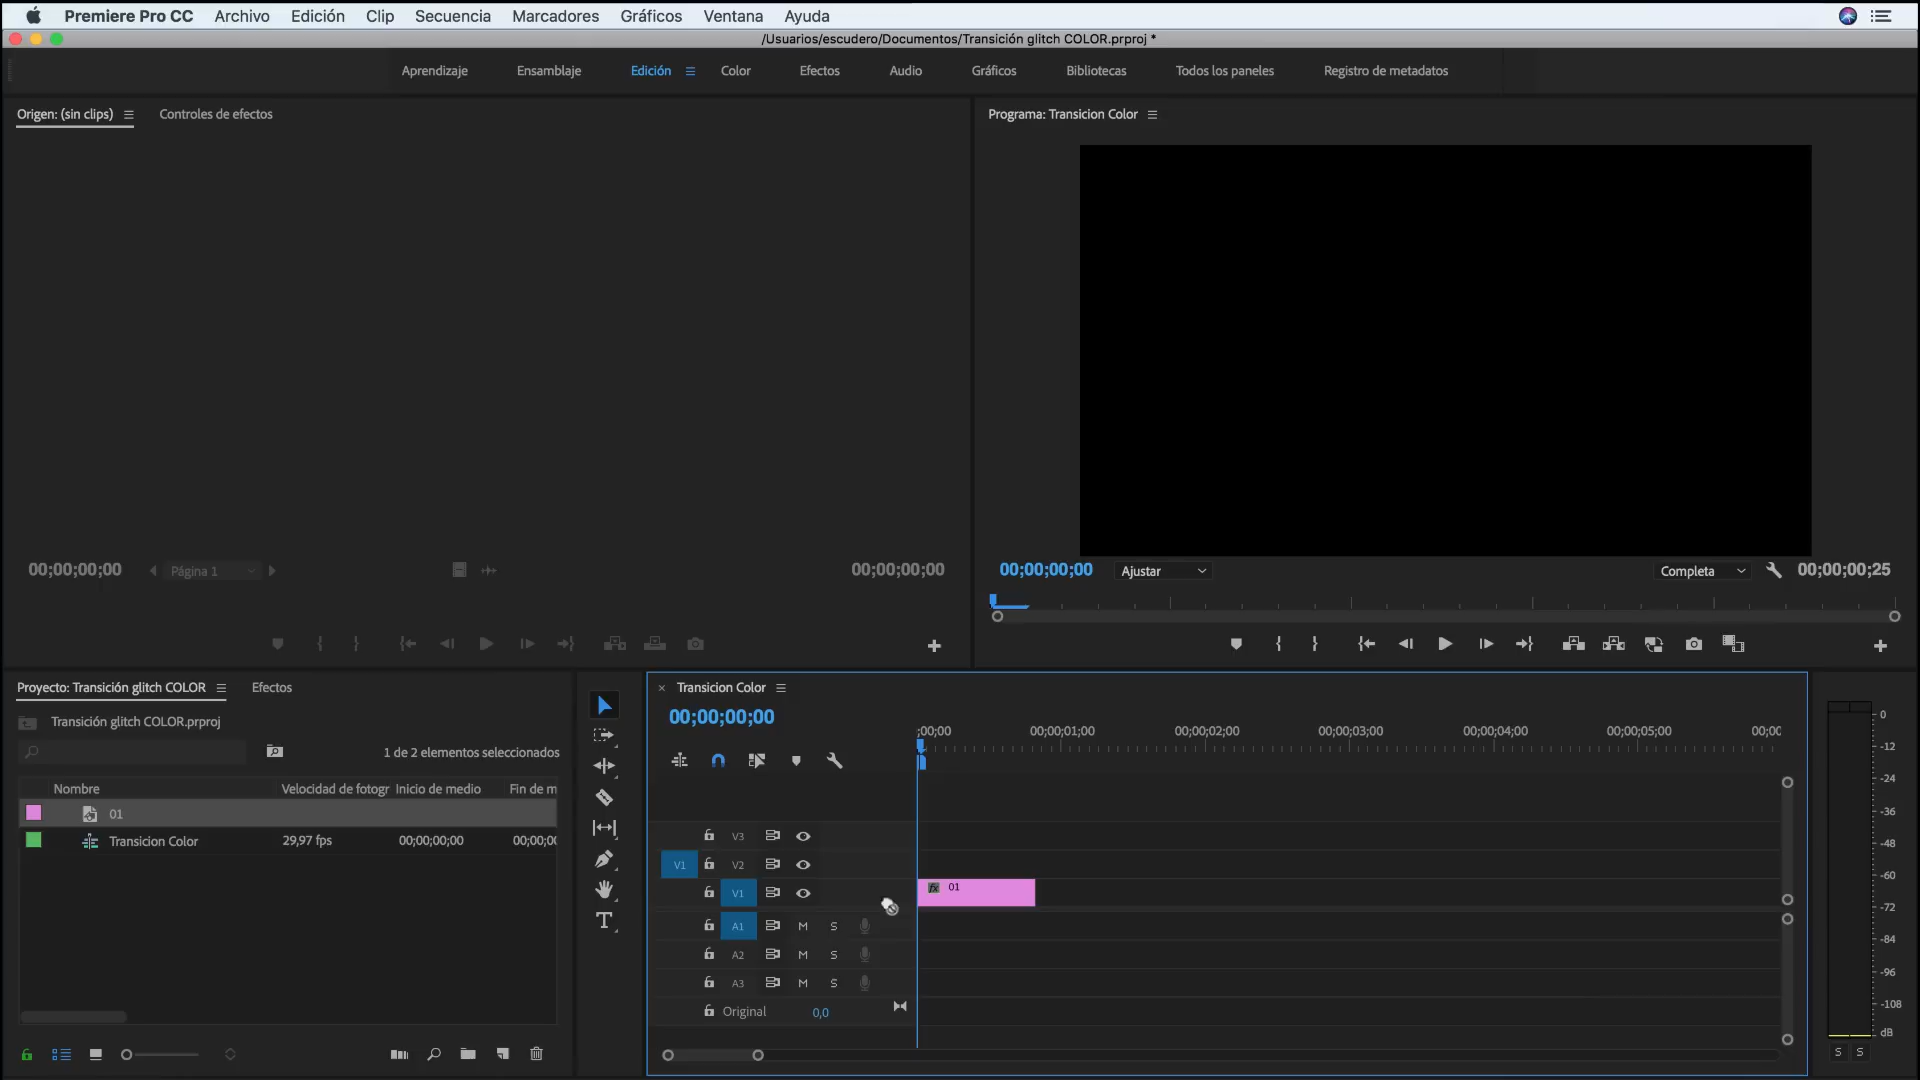 Premiere Pro CC Archivo Edición Clip Secuencia Marcadores Gráficos Ventana Ayuda
/Usuarios/escudero/Documentos/Transición glitch COLOR.prproj *
Aprendizaje Ensamblaje Edición Color Efectos Audio Gráficos Bibliotecas Todos los paneles Registro de metadatos
Origen: (sin clips) Controles de efectos
Programa: Transicion Color
00;00;00;00 Página 1 00;00;00;00
00;00;00;00 Ajustar Completa 00;00;00;25
Proyecto: Transición glitch COLOR Efectos
Transición glitch COLOR.prproj
1 de 2 elementos seleccionados
Nombre Velocidad de fotogr Inicio de medio Fin de m
01
Transicion Color 29,97 fps 00;00;00;00 00;00;00
× Transicion Color
00;00;00;00
;00;00 00;00;01;00 00;00;02;00 00;00;03;00 00;00;04;00 00;00;05;00 00;00;
V3
V1 V2
V1 fx 01
A1 M S
A2 M S
A3 M S
Original 0,0
T
0
-12
-24
-36
-48
-60
-72
-84
-96
-108
dB
S S